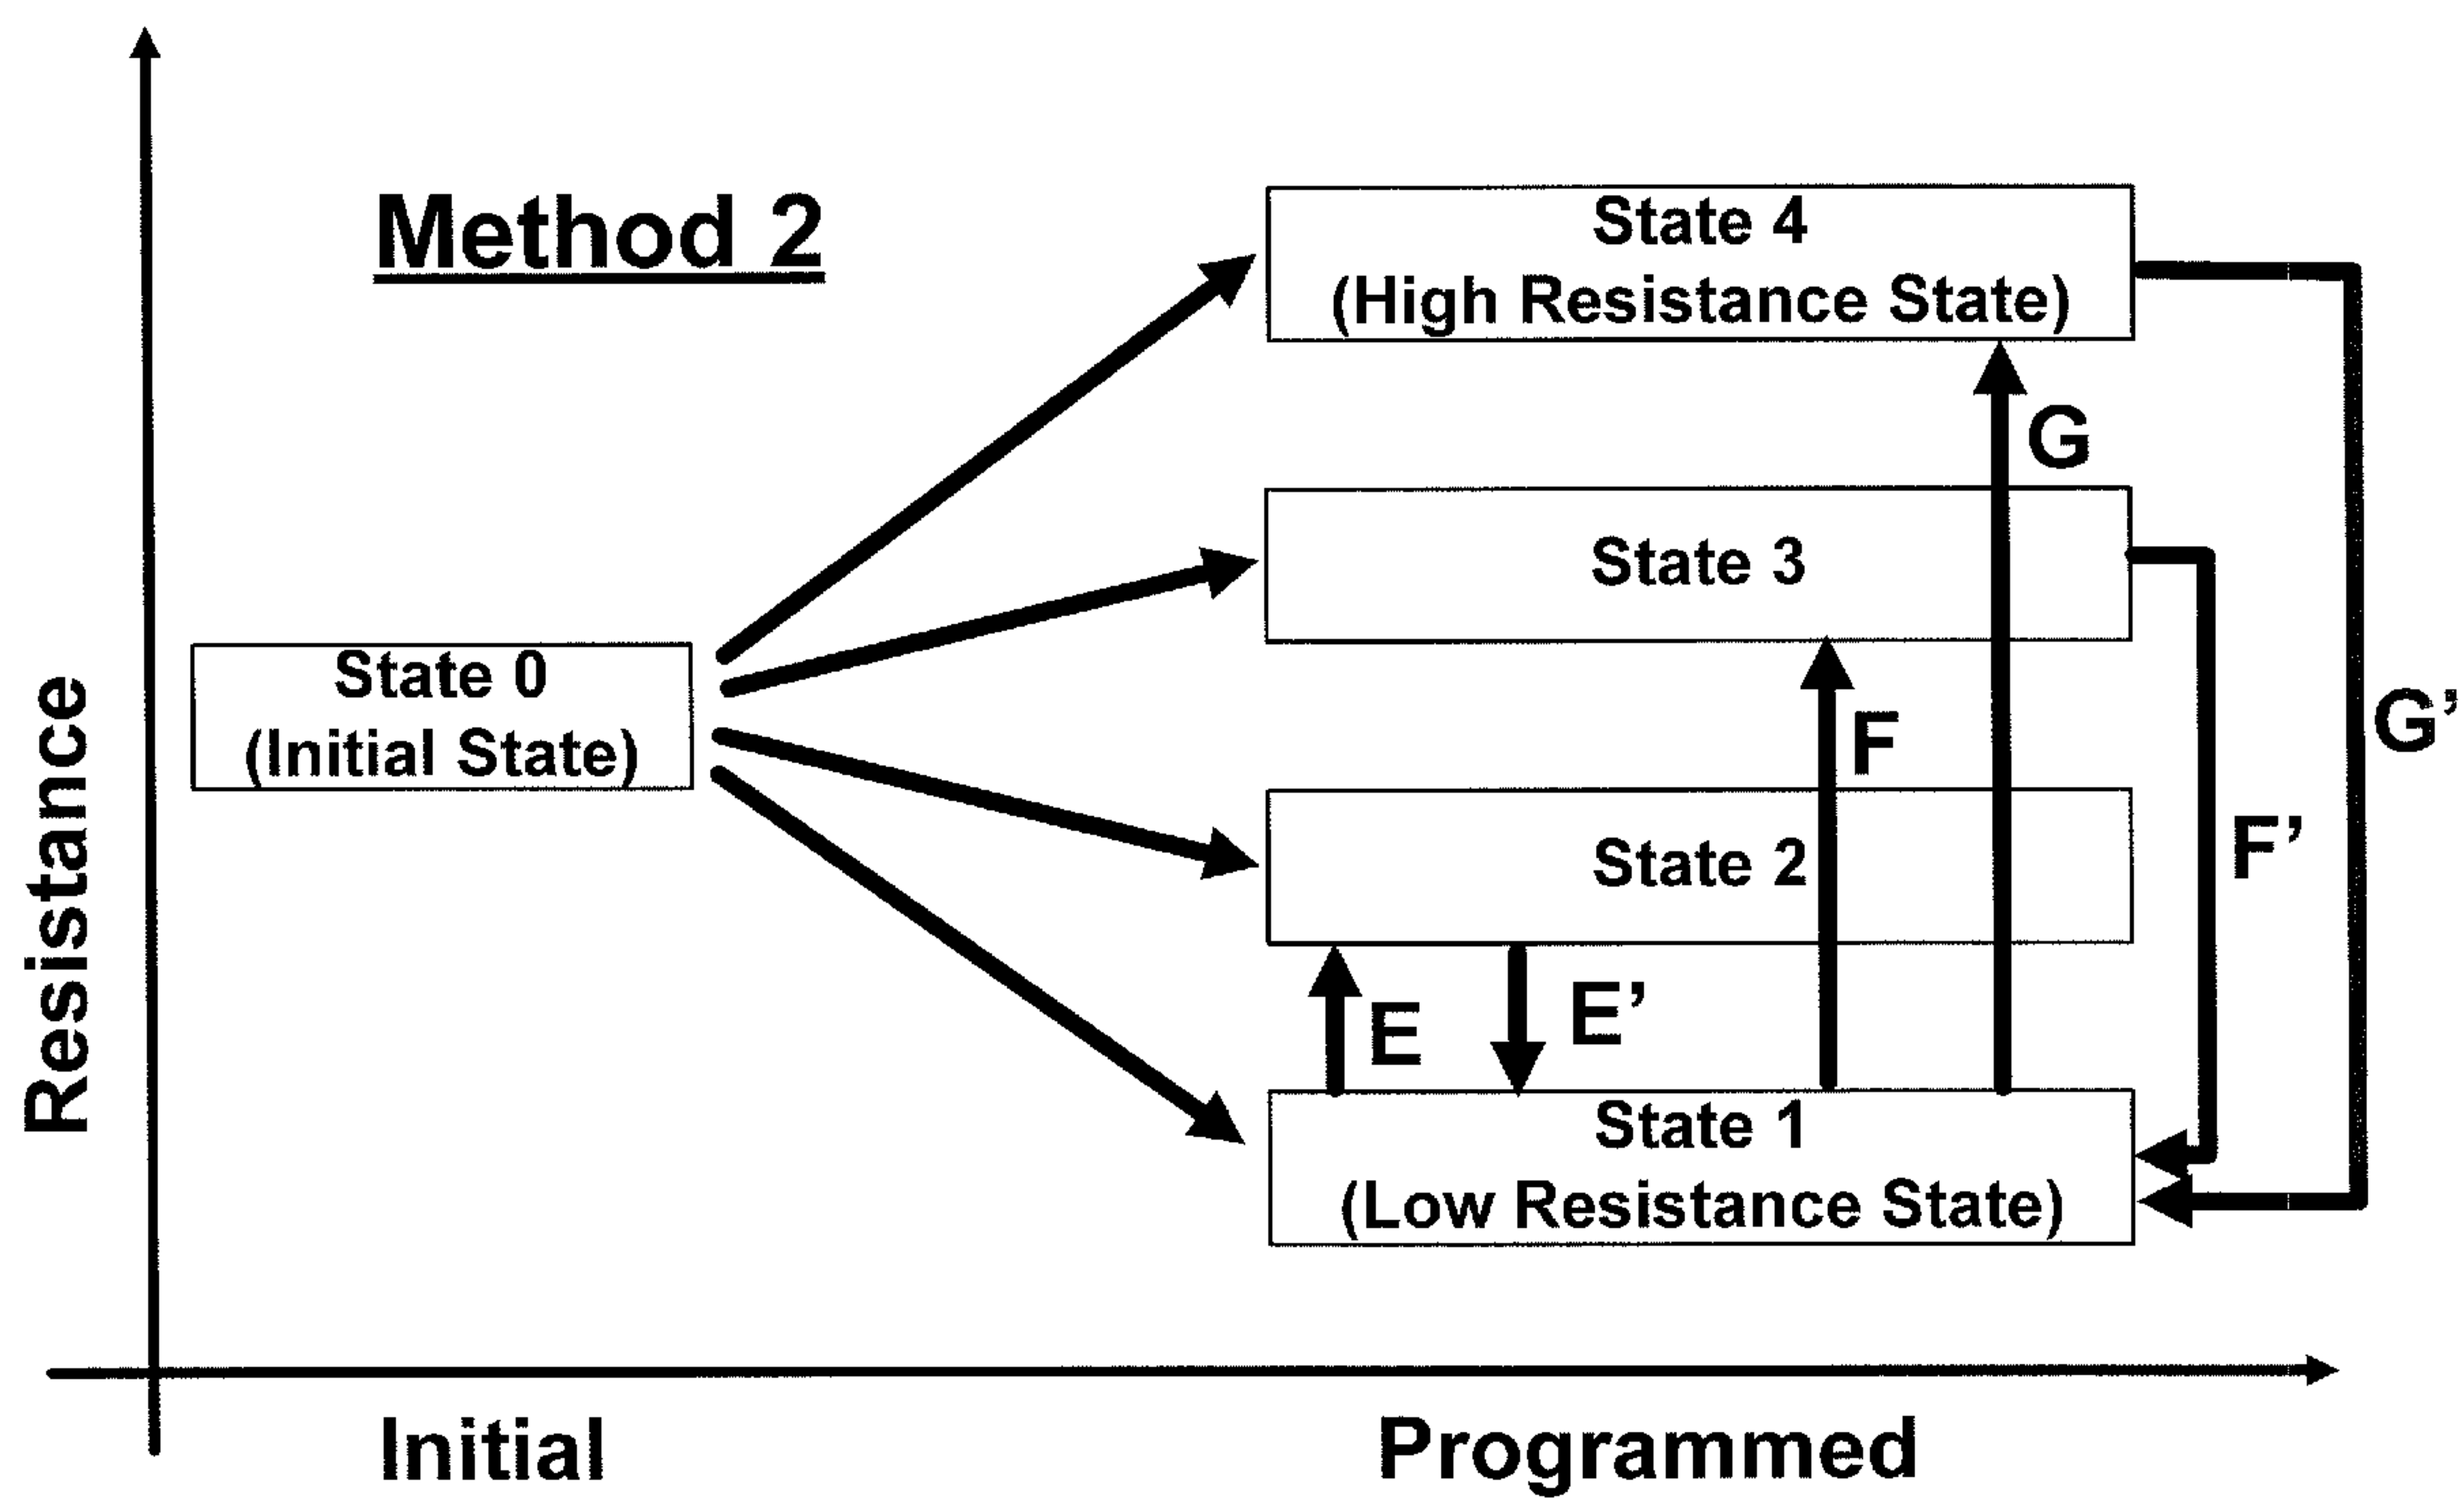 Method 2
State 4
(High Resistance State)
G
State 3
State 0
(Initial State)
F
G’
State 2
F’
E
E’
State 1
(Low Resistance State)
Resistance
Initial
Programmed